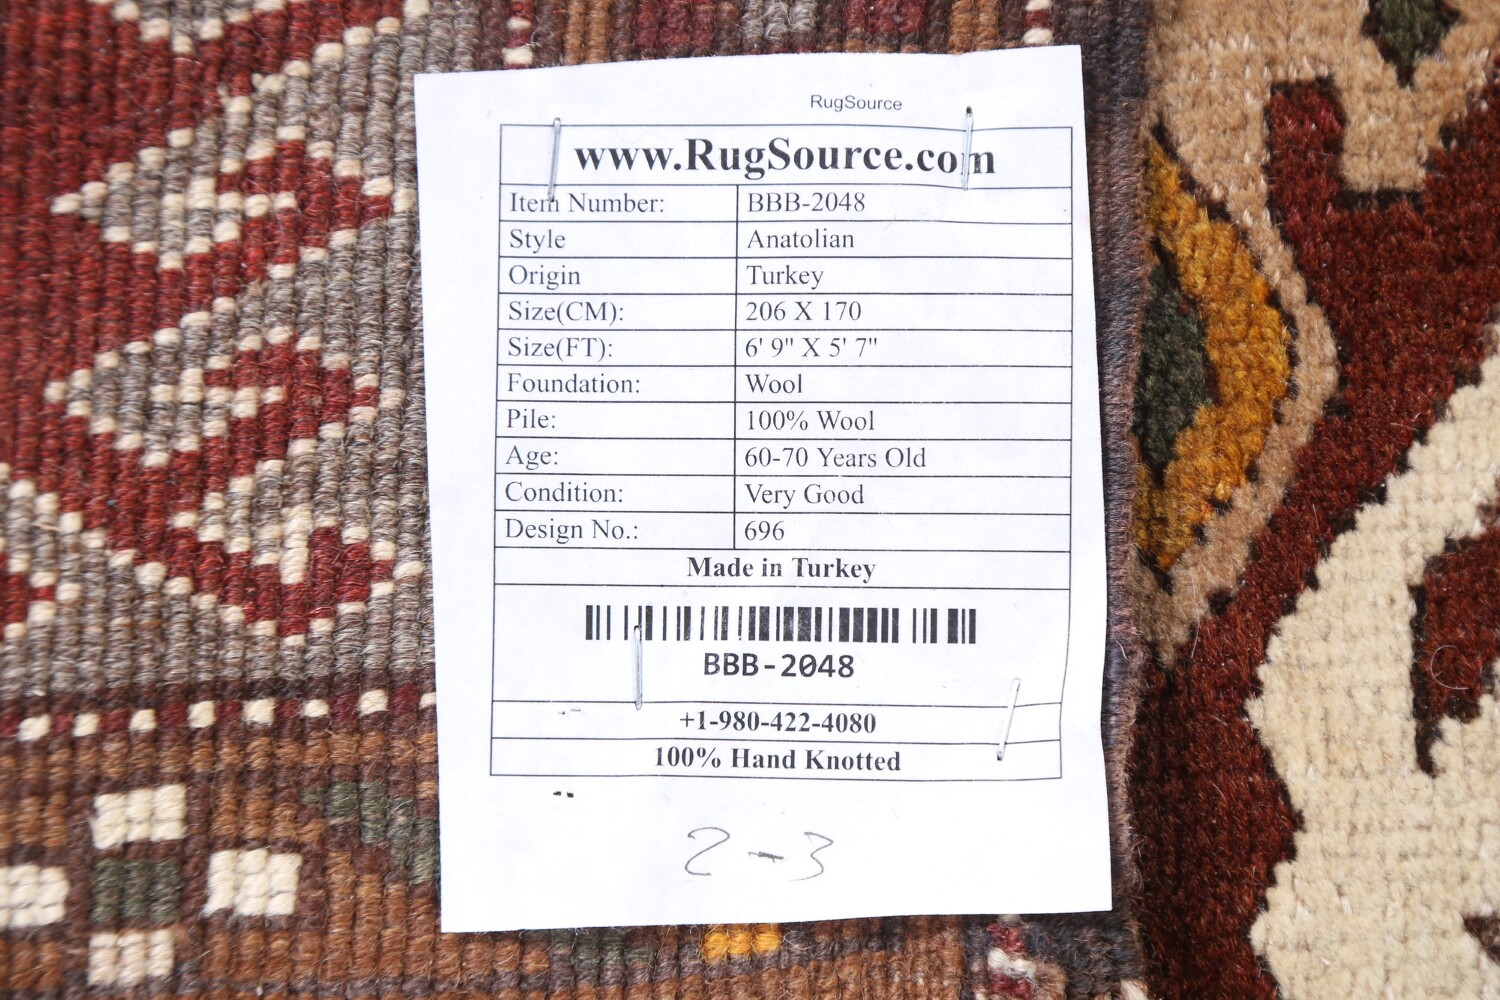 RugSource
www.RugSource.com
Item Number: BBB-2048
Style Anatolian
Origin Turkey
Size(CM): 206 X 170
Size(FT): 6' 9" X 5' 7"
Foundation: Wool
Pile: 100% Wool
Age: 60-70 Years Old
Condition: Very Good
Design No.: 696
Made in Turkey
BBB-2048
+1-980-422-4080
100% Hand Knotted
2-3